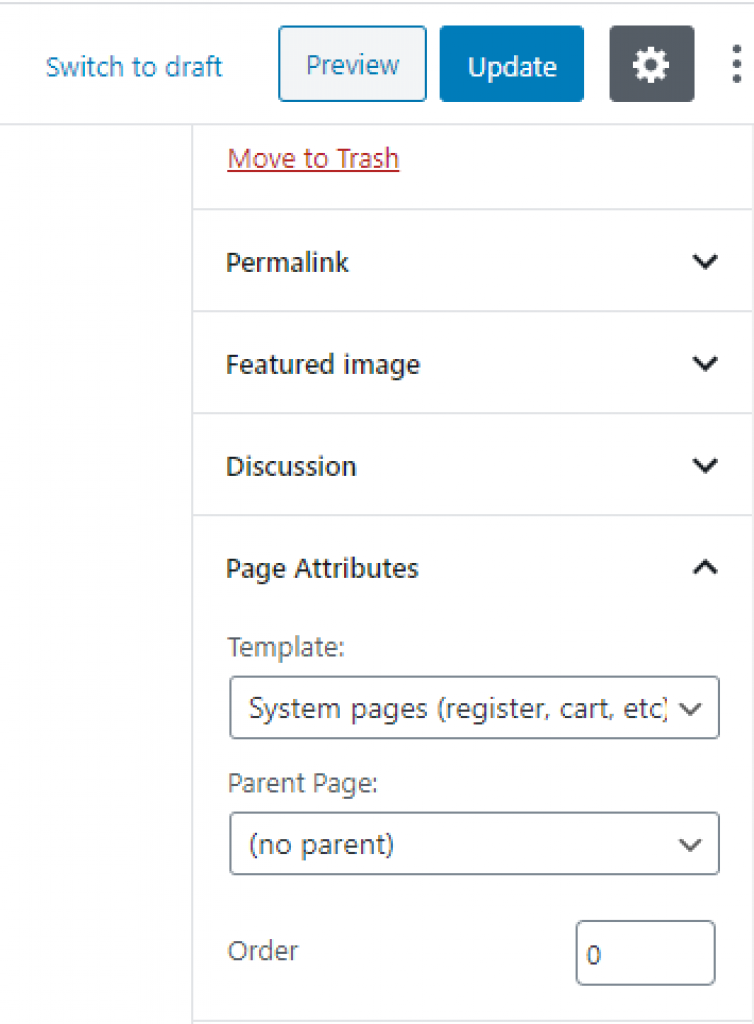 Switch to draft Preview Update
Move to Trash
Permalink
Featured image
Discussion
Page Attributes
Template:
System pages (register, cart, etc)
Parent Page:
(no parent)
Order 0